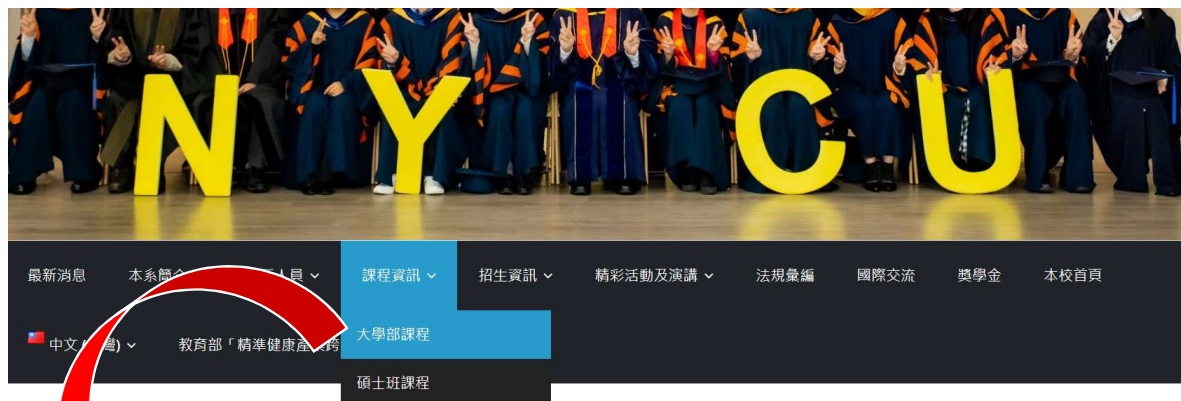 NYCU
最新消息 本系簡 人員 課程資訊 招生資訊 精彩活動及演講 法規彙編 國際交流 獎學金 本校首頁
中文 ) 教育部「精準健康產 跨
大學部課程
碩士班課程